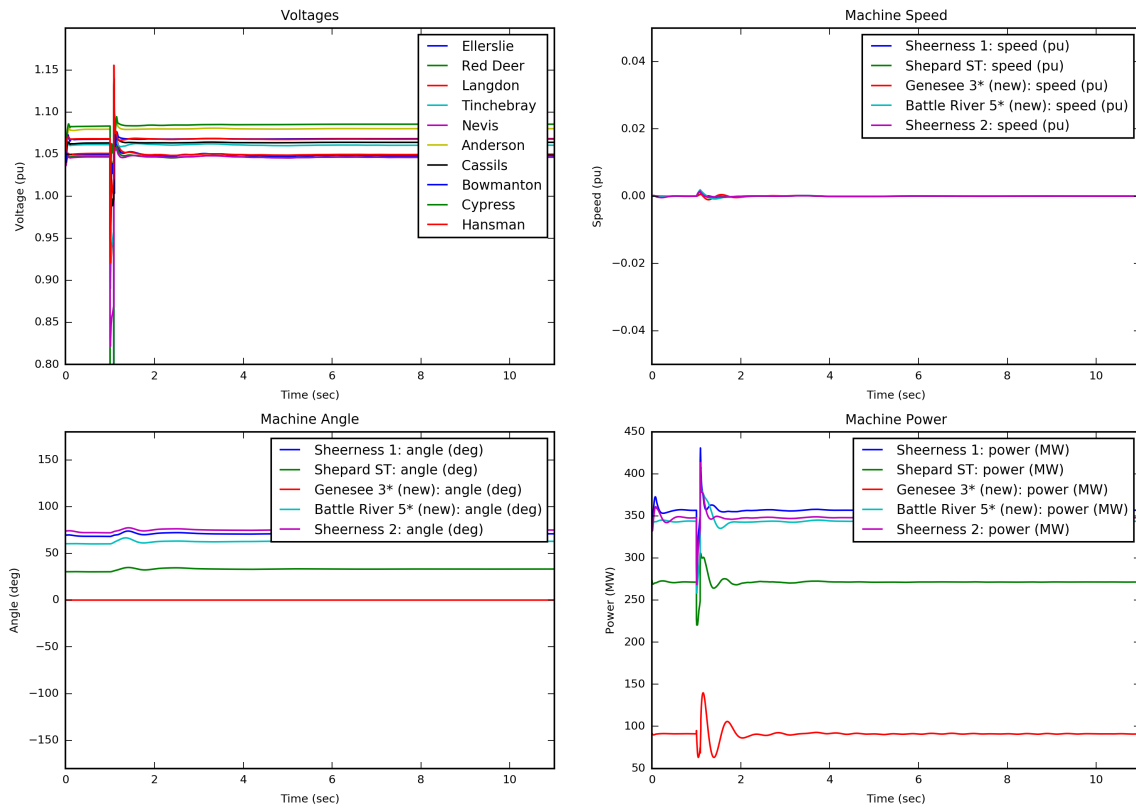 Voltages
1.15
1.10
1.05
1.00
0.95
0.90
0.85
0.80
Voltage (pu)
0 2 4 6 8 10
Time (sec)
Ellerslie
Red Deer
Langdon
Tinchebray
Nevis
Anderson
Cassils
Bowmanton
Cypress
Hansman
Machine Speed
0.04
0.02
0.00
−0.02
−0.04
Speed (pu)
0 2 4 6 8 10
Time (sec)
Sheerness 1: speed (pu)
Shepard ST: speed (pu)
Genesee 3* (new): speed (pu)
Battle River 5* (new): speed (pu)
Sheerness 2: speed (pu)
Machine Angle
150
100
50
0
−50
−100
−150
Angle (deg)
0 2 4 6 8 10
Time (sec)
Sheerness 1: angle (deg)
Shepard ST: angle (deg)
Genesee 3* (new): angle (deg)
Battle River 5* (new): angle (deg)
Sheerness 2: angle (deg)
Machine Power
450
400
350
300
250
200
150
100
50
Power (MW)
0 2 4 6 8 10
Time (sec)
Sheerness 1: power (MW)
Shepard ST: power (MW)
Genesee 3* (new): power (MW)
Battle River 5* (new): power (MW)
Sheerness 2: power (MW)